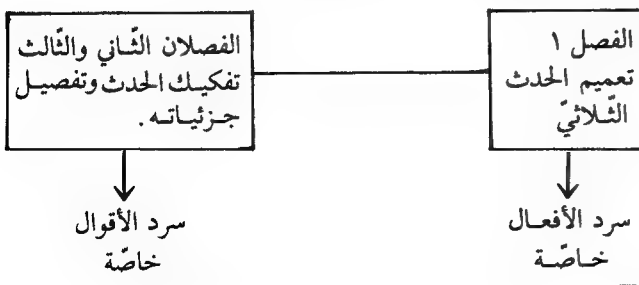 الفصل ١
تعميم الحدث
الثّلاثيّ
الفصلان الثّاني والثّالث
تفكيك الحدث وتفصيل
جزئياته.
سرد الأفعال
خاصّة
سرد الأقوال
خاصّة